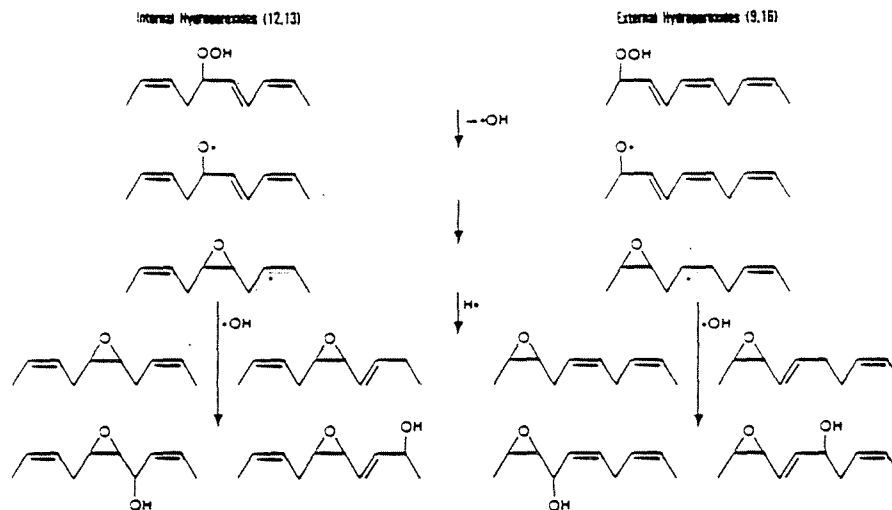 Internal Hydroperoxides (12,13) External Hydroperoxides (9,16)
OOH OOH
– •OH
O• O•
O O
•OH H• •OH
O O O O
OH OH
O O O O
OH OH